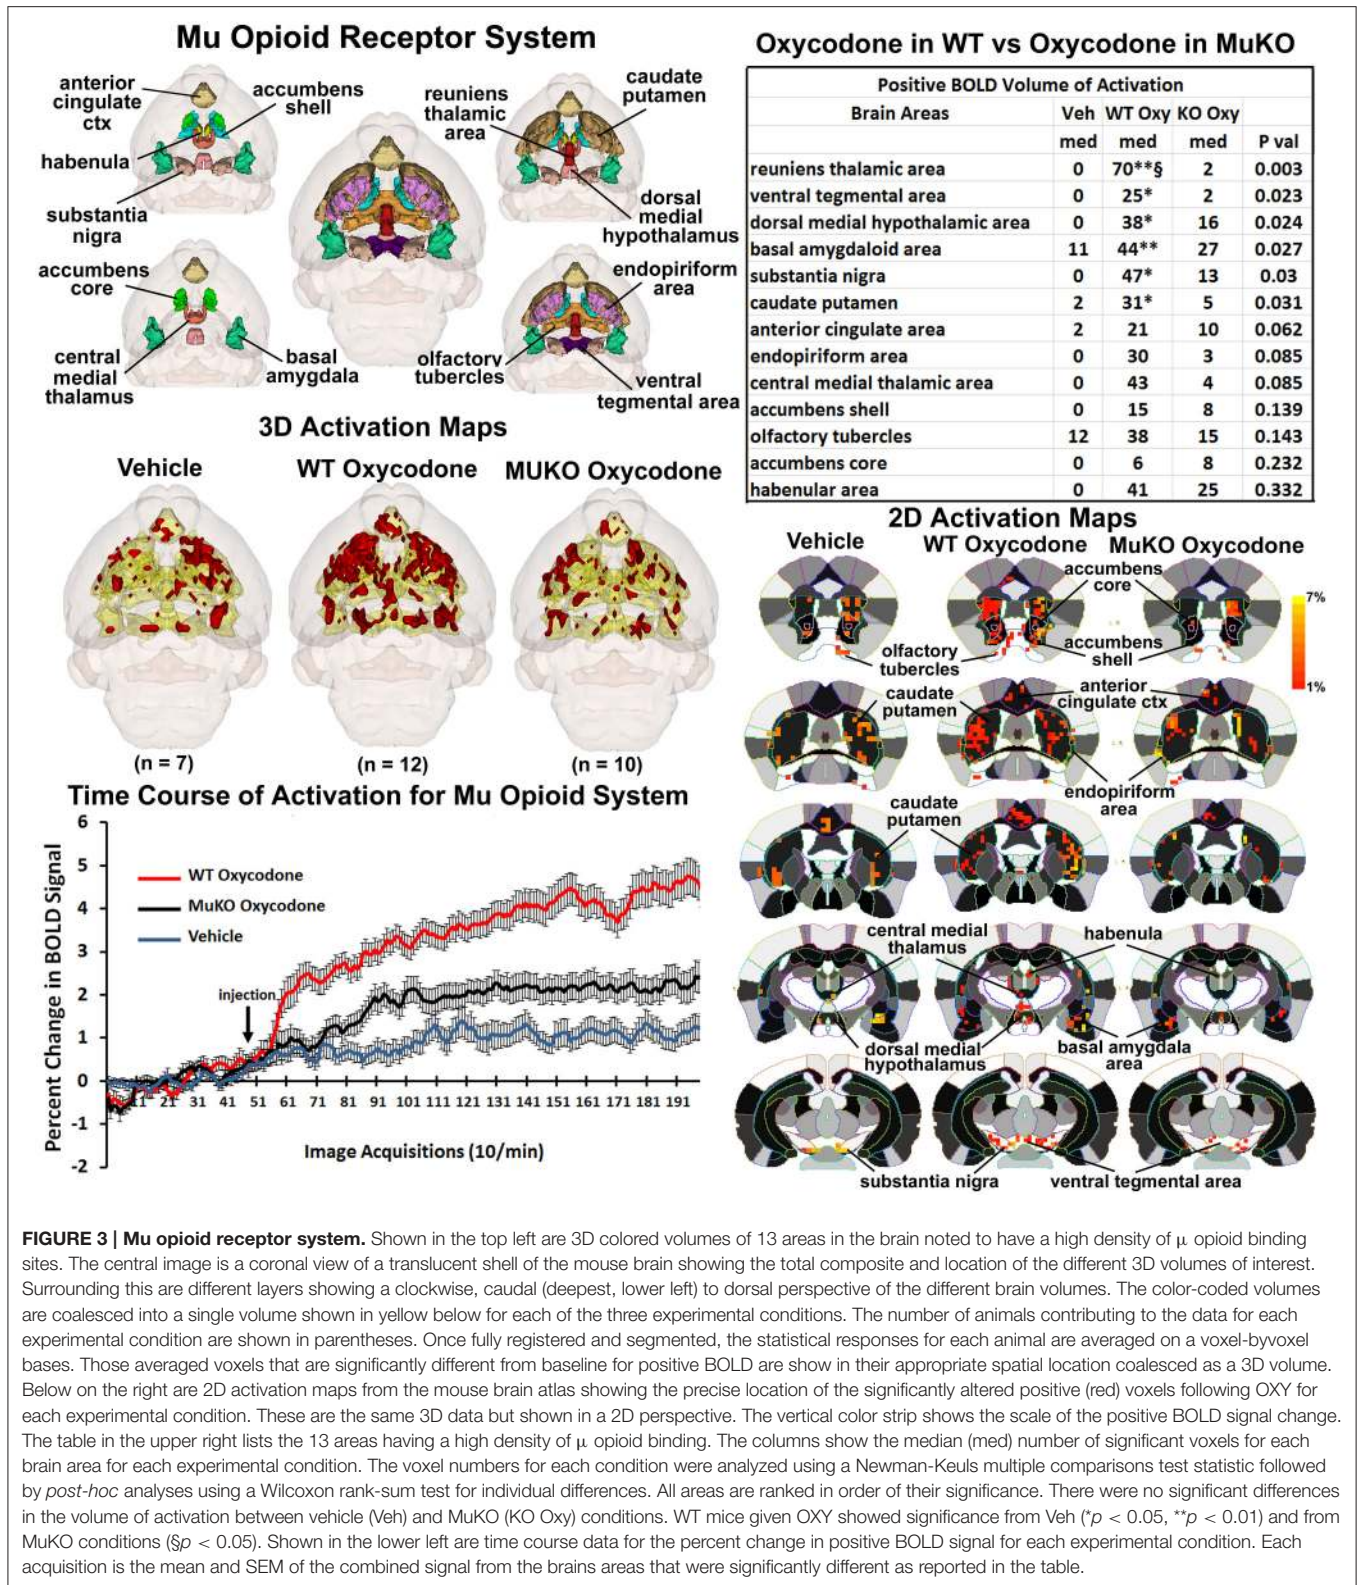 Mu Opioid Receptor System
anterior
cingulate
ctx
accumbens
shell
habenula
substantia
nigra
reuniens
thalamic
area
caudate
putamen
dorsal
medial
hypothalamus
accumbens
core
central
medial
thalamus
basal
amygdala
endopiriform
area
olfactory
tubercles
ventral
tegmental area
3D Activation Maps
Vehicle
WT Oxycodone
MUKO Oxycodone
(n = 7)
(n = 12)
(n = 10)
Time Course of Activation for Mu Opioid System
Percent Change in BOLD Signal
6
5
4
3
2
1
0
-1
-2
WT Oxycodone
MuKO Oxycodone
Vehicle
injection
1 11 21 31 41 51 61 71 81 91 101 111 121 131 141 151 161 171 181 191
Image Acquisitions (10/min)
Oxycodone in WT vs Oxycodone in MuKO
Positive BOLD Volume of Activation
Brain Areas Veh WT Oxy KO Oxy
med med med P val
reuniens thalamic area 0 70**§ 2 0.003
ventral tegmental area 0 25* 2 0.023
dorsal medial hypothalamic area 0 38* 16 0.024
basal amygdaloid area 11 44** 27 0.027
substantia nigra 0 47* 13 0.03
caudate putamen 2 31* 5 0.031
anterior cingulate area 2 21 10 0.062
endopiriform area 0 30 3 0.085
central medial thalamic area 0 43 4 0.085
accumbens shell 0 15 8 0.139
olfactory tubercles 12 38 15 0.143
accumbens core 0 6 8 0.232
habenular area 0 41 25 0.332
2D Activation Maps
Vehicle
WT Oxycodone
MuKO Oxycodone
accumbens
core
7%
1%
olfactory
tubercles
accumbens
shell
caudate
putamen
anterior
cingulate ctx
endopiriform
area
caudate
putamen
central medial
thalamus
habenula
dorsal medial
hypothalamus
basal amygdala
area
substantia nigra
ventral tegmental area
FIGURE 3 | Mu opioid receptor system. Shown in the top left are 3D colored volumes of 13 areas in the brain noted to have a high density of μ opioid binding
sites. The central image is a coronal view of a translucent shell of the mouse brain showing the total composite and location of the different 3D volumes of interest.
Surrounding this are different layers showing a clockwise, caudal (deepest, lower left) to dorsal perspective of the different brain volumes. The color-coded volumes
are coalesced into a single volume shown in yellow below for each of the three experimental conditions. The number of animals contributing to the data for each
experimental condition are shown in parentheses. Once fully registered and segmented, the statistical responses for each animal are averaged on a voxel-byvoxel
bases. Those averaged voxels that are significantly different from baseline for positive BOLD are show in their appropriate spatial location coalesced as a 3D volume.
Below on the right are 2D activation maps from the mouse brain atlas showing the precise location of the significantly altered positive (red) voxels following OXY for
each experimental condition. These are the same 3D data but shown in a 2D perspective. The vertical color strip shows the scale of the positive BOLD signal change.
The table in the upper right lists the 13 areas having a high density of μ opioid binding. The columns show the median (med) number of significant voxels for each
brain area for each experimental condition. The voxel numbers for each condition were analyzed using a Newman-Keuls multiple comparisons test statistic followed
by post-hoc analyses using a Wilcoxon rank-sum test for individual differences. All areas are ranked in order of their significance. There were no significant differences
in the volume of activation between vehicle (Veh) and MuKO (KO Oxy) conditions. WT mice given OXY showed significance from Veh (*p < 0.05, **p < 0.01) and from
MuKO conditions (§p < 0.05). Shown in the lower left are time course data for the percent change in positive BOLD signal for each experimental condition. Each
acquisition is the mean and SEM of the combined signal from the brains areas that were significantly different as reported in the table.